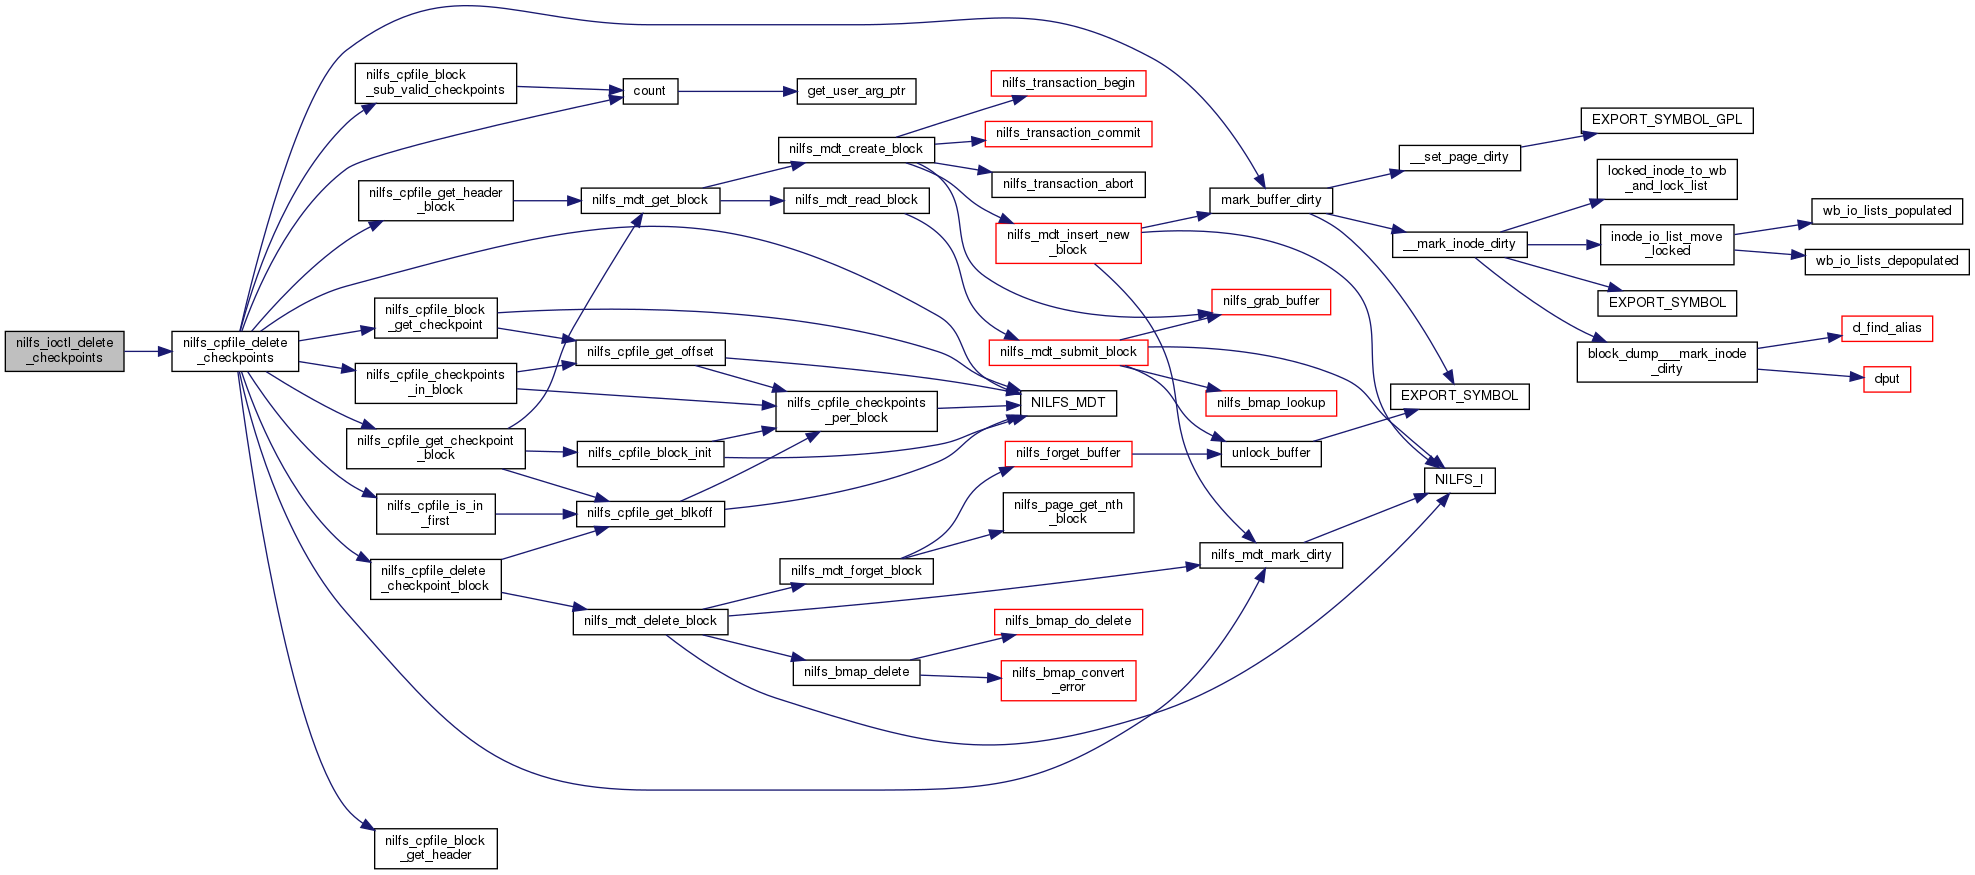 nilfs_ioctl_delete
_checkpoints
nilfs_cpfile_delete
_checkpoints
nilfs_cpfile_block
_sub_valid_checkpoints
nilfs_cpfile_get_header
_block
nilfs_cpfile_block
_get_checkpoint
nilfs_cpfile_checkpoints
_in_block
nilfs_cpfile_get_checkpoint
_block
nilfs_cpfile_is_in
_first
nilfs_cpfile_delete
_checkpoint_block
nilfs_cpfile_block
_get_header
count
nilfs_mdt_get_block
nilfs_cpfile_get_offset
nilfs_cpfile_block_init
nilfs_cpfile_get_blkoff
nilfs_mdt_delete_block
get_user_arg_ptr
nilfs_mdt_create_block
nilfs_mdt_read_block
nilfs_cpfile_checkpoints
_per_block
nilfs_mdt_forget_block
nilfs_bmap_delete
nilfs_transaction_begin
nilfs_transaction_commit
nilfs_transaction_abort
nilfs_mdt_insert_new
_block
nilfs_mdt_submit_block
NILFS_MDT
nilfs_forget_buffer
nilfs_page_get_nth
_block
nilfs_bmap_do_delete
nilfs_bmap_convert
_error
mark_buffer_dirty
nilfs_grab_buffer
nilfs_bmap_lookup
unlock_buffer
nilfs_mdt_mark_dirty
__set_page_dirty
__mark_inode_dirty
EXPORT_SYMBOL
NILFS_I
EXPORT_SYMBOL_GPL
locked_inode_to_wb
_and_lock_list
inode_io_list_move
_locked
EXPORT_SYMBOL
block_dump___mark_inode
_dirty
wb_io_lists_populated
wb_io_lists_depopulated
d_find_alias
dput